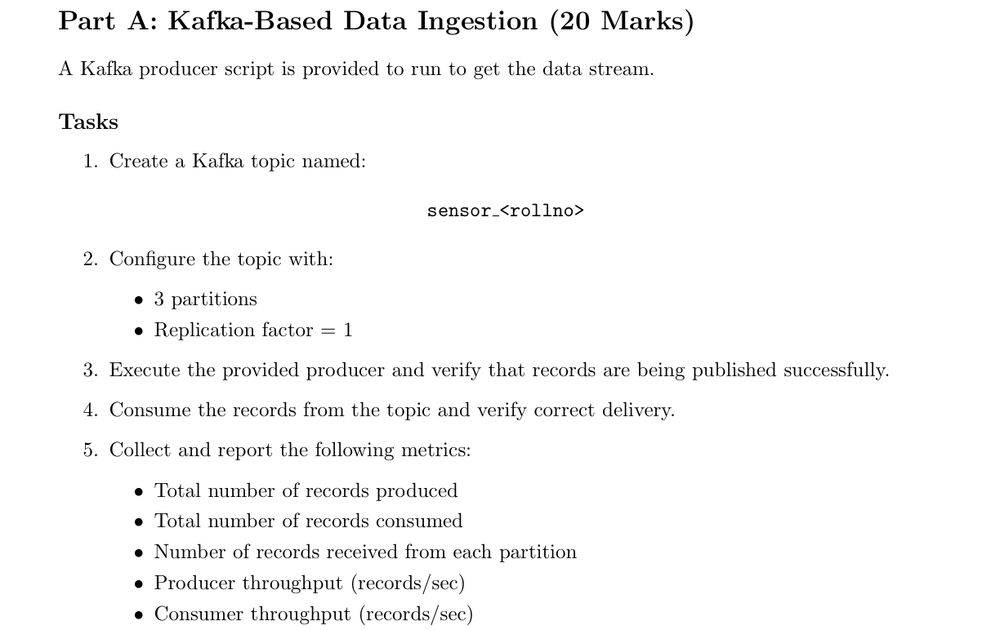 Part A: Kafka-Based Data Ingestion (20 Marks)
A Kafka producer script is provided to run to get the data stream.
Tasks
1. Create a Kafka topic named:
sensor_<rollno>
2. Configure the topic with:
• 3 partitions
• Replication factor = 1
3. Execute the provided producer and verify that records are being published successfully.
4. Consume the records from the topic and verify correct delivery.
5. Collect and report the following metrics:
• Total number of records produced
• Total number of records consumed
• Number of records received from each partition
• Producer throughput (records/sec)
• Consumer throughput (records/sec)